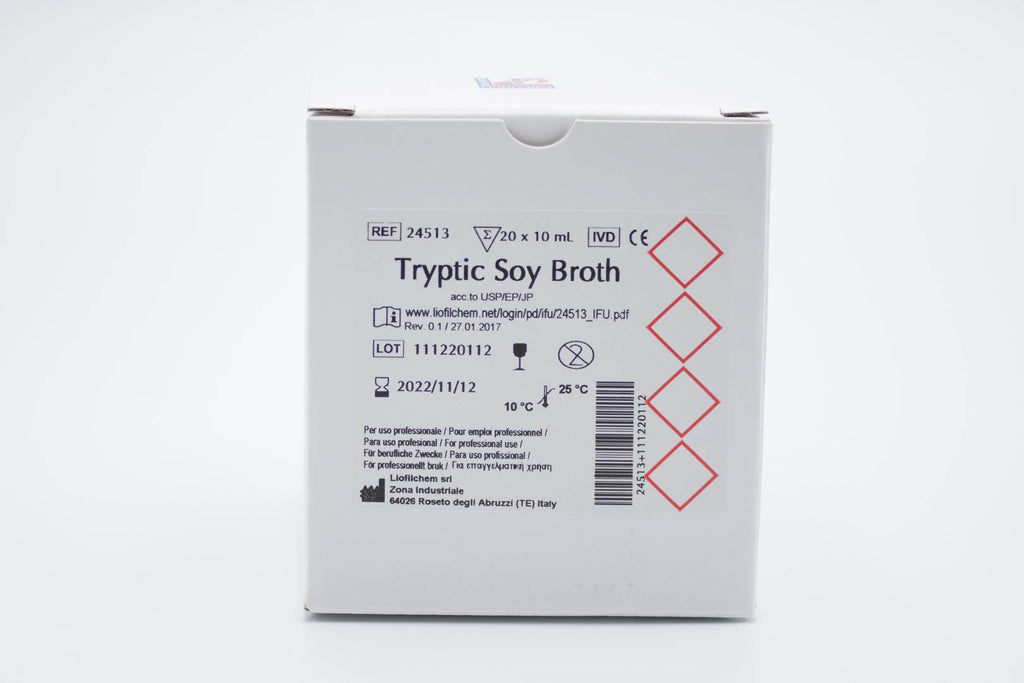 REF 24513 Σ 20 x 10 mL IVD CE
Tryptic Soy Broth
acc.to USP/EP/JP
i www.liofilchem.net/login/pd/ifu/24513_IFU.pdf
Rev. 0.1 / 27.01.2017
LOT 111220112 2
2022/11/12
25 °C
10 °C
Per uso professionale / Pour emploi professionnel /
Para uso profesional / For professional use /
Für berufliche Zwecke / Para uso profissional /
För professionellt bruk / Για επαγγελματική χρήση
Liofilchem srl
Zona Industriale
64026 Roseto degli Abruzzi (TE) Italy
24513+111220112